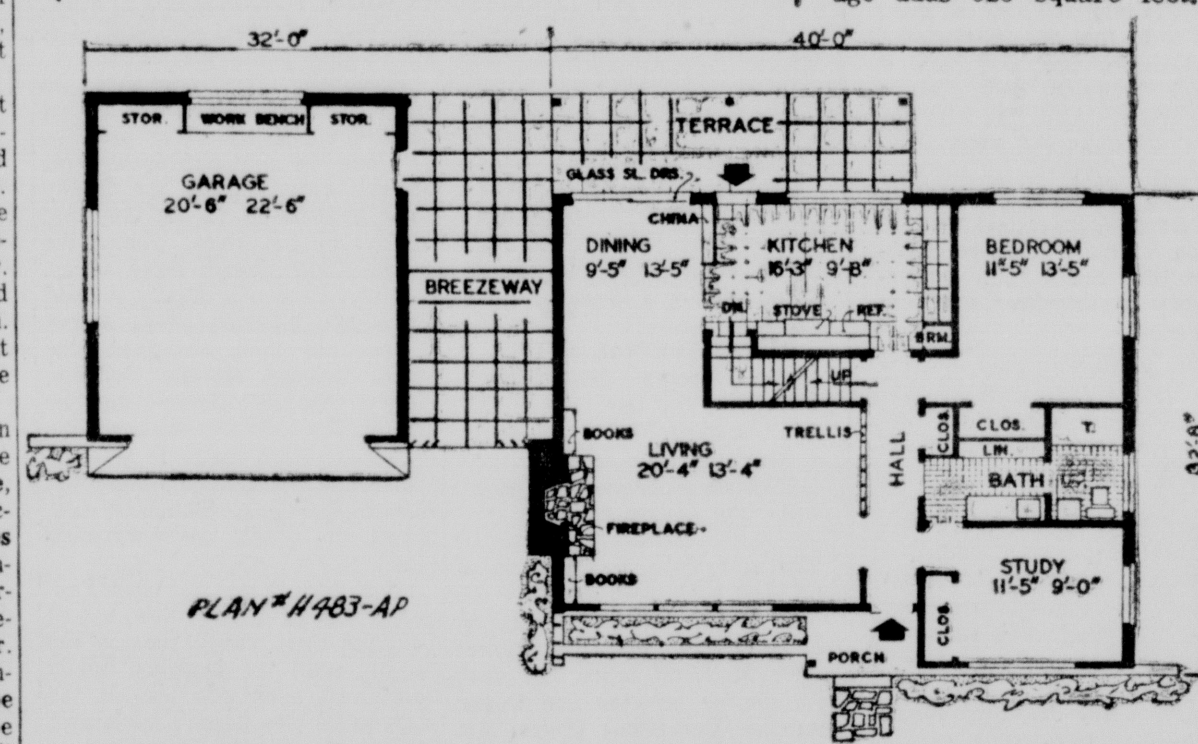 32'-0"
40'-0"
STOR.
WORK BENCH
STOR.
TERRACE
GLASS SL. DRS.
GARAGE
20'-6" 22'-6"
CHINA
DINING
9'-5" 13'-5"
KITCHEN
16'-3" 9'-8"
BEDROOM
11'-5" 13'-5"
BREEZEWAY
DN.
STOVE
REF.
BRM.
UP
BOOKS
LIVING
20'-4" 13'-4"
TRELLIS
HALL
CLOS.
CLOS.
T.
LIN.
BATH
32'-8"
FIREPLACE
BOOKS
STUDY
11'-5" 9'-0"
CLOS.
PLAN # H483-AP
PORCH